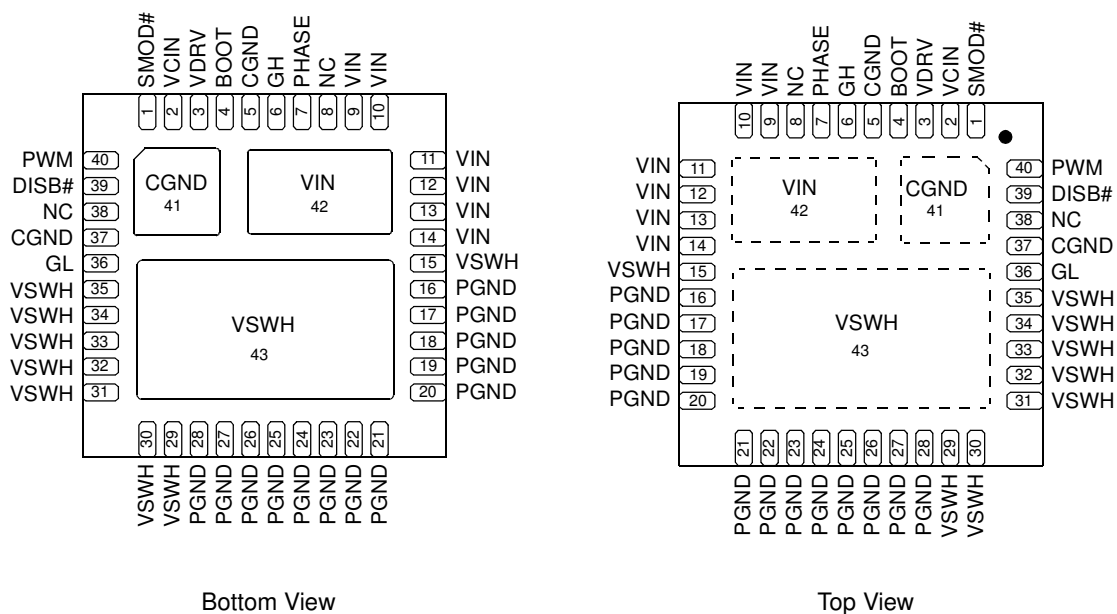 SMOD#
VCIN
VDRV
BOOT
CGND
GH
PHASE
NC
VIN
VIN
1 2 3 4 5 6 7 8 9 10
PWM 40
DISB# 39
NC 38
CGND 37
GL 36
VSWH 35
VSWH 34
VSWH 33
VSWH 32
VSWH 31
CGND
41
VIN
42
VSWH
43
11 VIN
12 VIN
13 VIN
14 VIN
15 VSWH
16 PGND
17 PGND
18 PGND
19 PGND
20 PGND
30 29 28 27 26 25 24 23 22 21
VSWH
VSWH
PGND
PGND
PGND
PGND
PGND
PGND
PGND
PGND
Bottom View
VIN
VIN
NC
PHASE
GH
CGND
BOOT
VDRV
VCIN
SMOD#
10 9 8 7 6 5 4 3 2 1
VIN 11
VIN 12
VIN 13
VIN 14
VSWH 15
PGND 16
PGND 17
PGND 18
PGND 19
PGND 20
VIN
42
CGND
41
VSWH
43
40 PWM
39 DISB#
38 NC
37 CGND
36 GL
35 VSWH
34 VSWH
33 VSWH
32 VSWH
31 VSWH
21 22 23 24 25 26 27 28 29 30
PGND
PGND
PGND
PGND
PGND
PGND
PGND
PGND
VSWH
VSWH
Top View